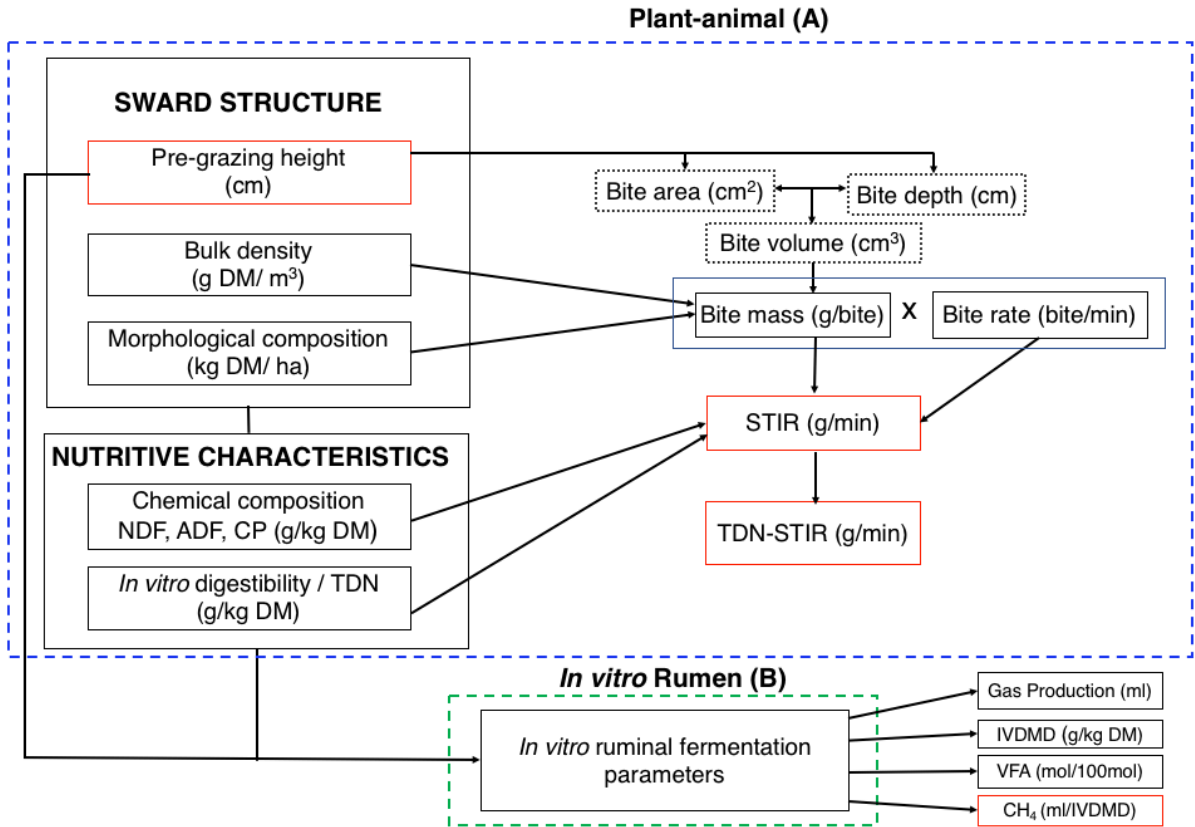 Plant-animal (A)
SWARD STRUCTURE
Pre-grazing height
(cm)
Bulk density
(g DM/ m³)
Morphological composition
(kg DM/ ha)
Bite area (cm²)
Bite depth (cm)
Bite volume (cm³)
Bite mass (g/bite)
X
Bite rate (bite/min)
STIR (g/min)
TDN-STIR (g/min)
NUTRITIVE CHARACTERISTICS
Chemical composition
NDF, ADF, CP (g/kg DM)
In vitro digestibility / TDN
(g/kg DM)
In vitro Rumen (B)
In vitro ruminal fermentation
parameters
Gas Production (ml)
IVDMD (g/kg DM)
VFA (mol/100mol)
CH₄ (ml/IVDMD)